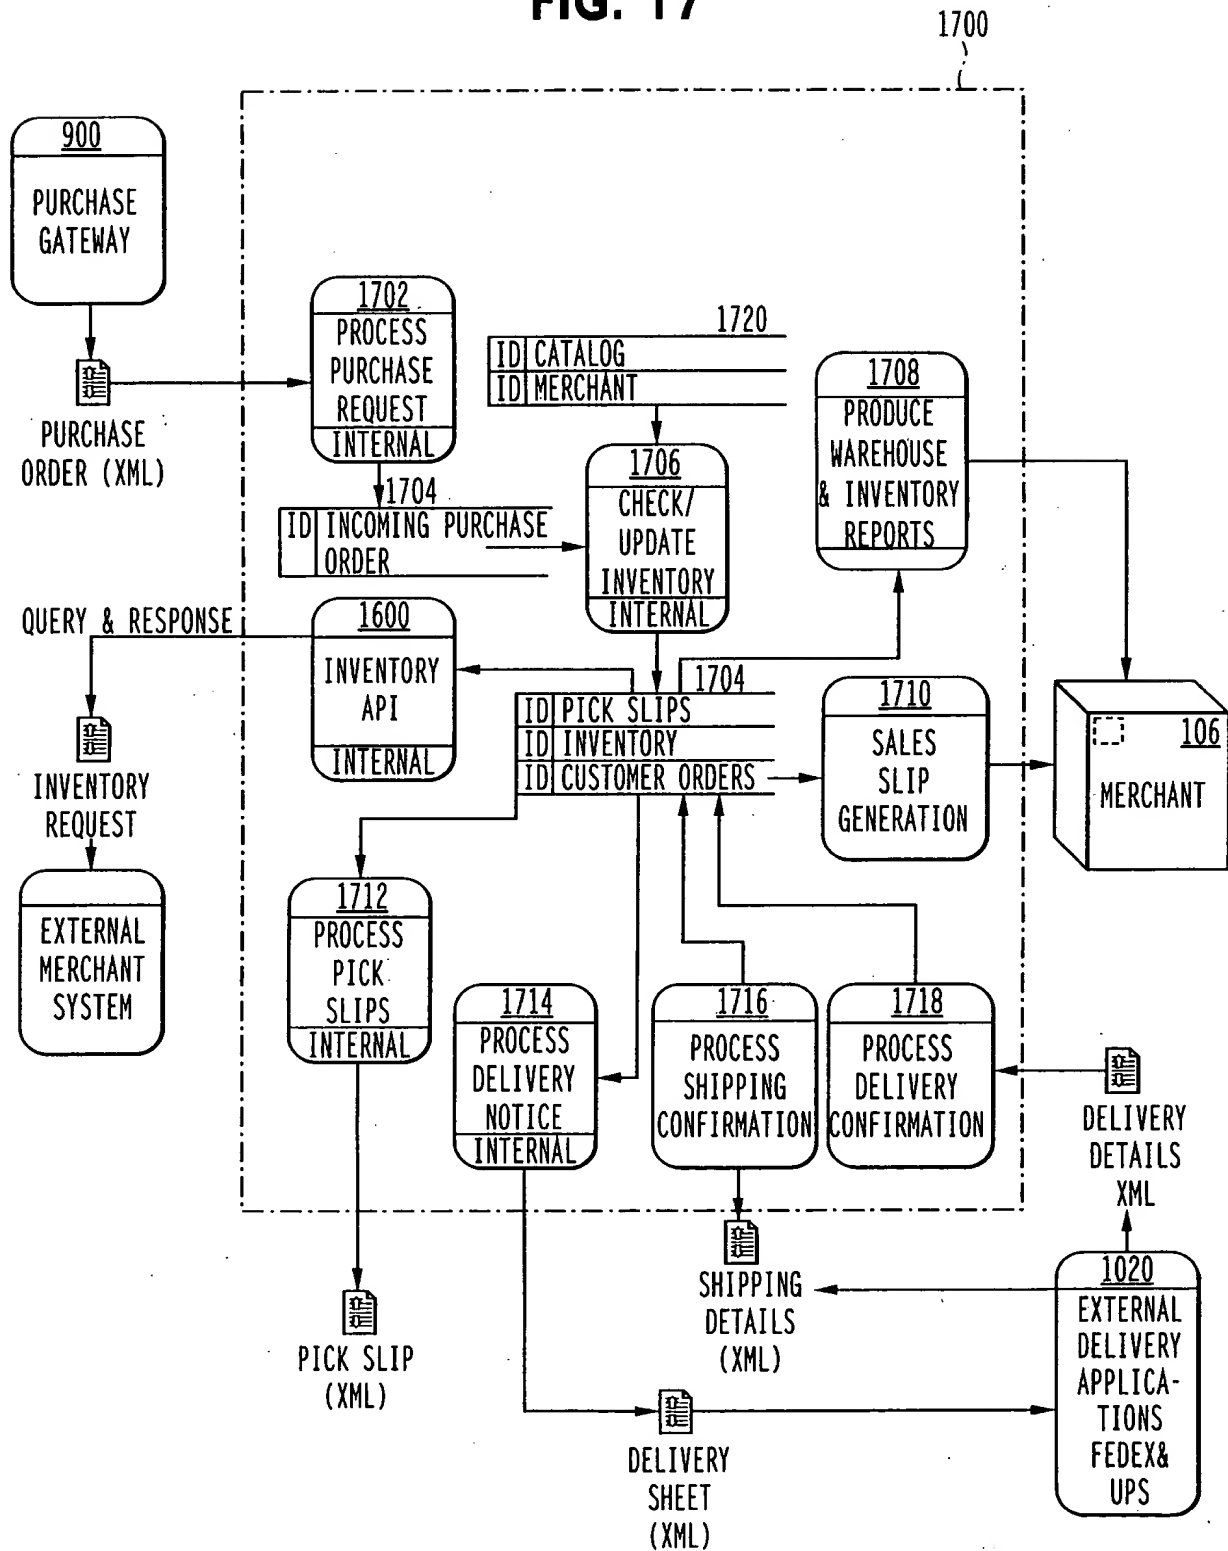 FIG. 17
1700
900
PURCHASE
GATEWAY
PURCHASE
ORDER (XML)
1702
PROCESS
PURCHASE
REQUEST
INTERNAL
1720
ID CATALOG
ID MERCHANT
1704
ID INCOMING PURCHASE
ORDER
1706
CHECK/
UPDATE
INVENTORY
INTERNAL
1708
PRODUCE
WAREHOUSE
& INVENTORY
REPORTS
QUERY & RESPONSE
1600
INVENTORY
API
INTERNAL
INVENTORY
REQUEST
EXTERNAL
MERCHANT
SYSTEM
1704
ID PICK SLIPS
ID INVENTORY
ID CUSTOMER ORDERS
1710
SALES
SLIP
GENERATION
106
MERCHANT
1712
PROCESS
PICK
SLIPS
INTERNAL
1714
PROCESS
DELIVERY
NOTICE
INTERNAL
1716
PROCESS
SHIPPING
CONFIRMATION
1718
PROCESS
DELIVERY
CONFIRMATION
DELIVERY
DETAILS
XML
PICK SLIP
(XML)
SHIPPING
DETAILS
(XML)
DELIVERY
SHEET
(XML)
1020
EXTERNAL
DELIVERY
APPLICA-
TIONS
FEDEX&
UPS